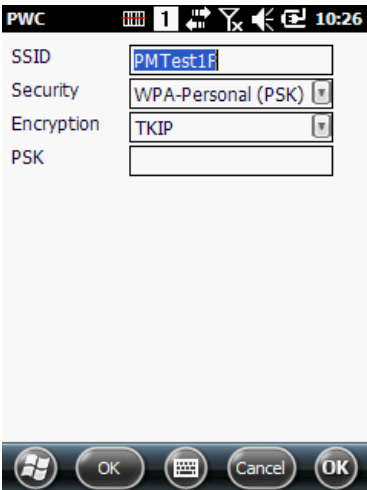 PWC 1 10:26
SSID PMTest1F
Security WPA-Personal (PSK)
Encryption TKIP
PSK
OK Cancel OK